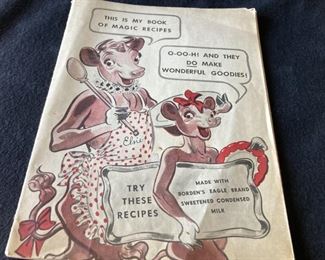 THIS IS MY BOOK
OF MAGIC RECIPES
O-OO-H! AND THEY
DO MAKE
WONDERFUL GOODIES!
Elsie
TRY
THESE
RECIPES
MADE WITH
BORDEN'S EAGLE BRAND
SWEETENED CONDENSED
MILK